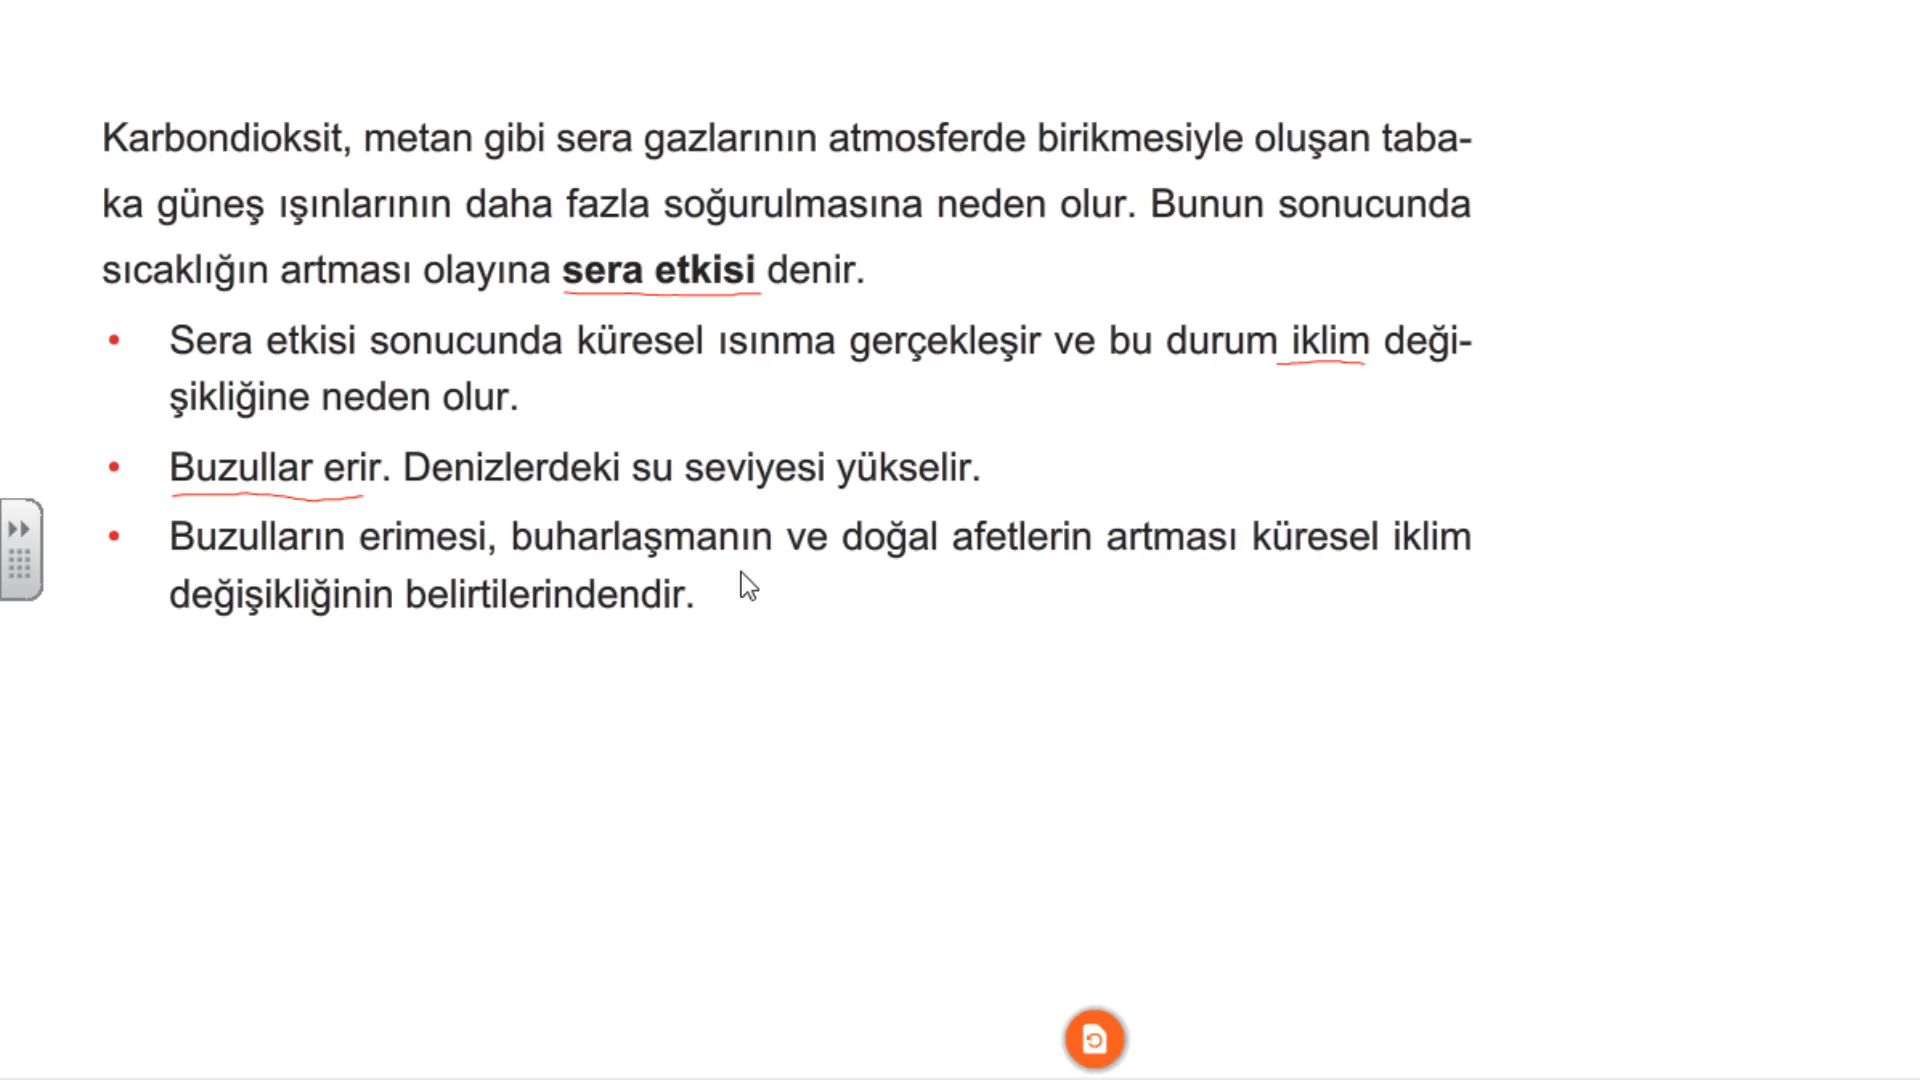 Karbondioksit, metan gibi sera gazlarının atmosferde birikmesiyle oluşan taba-
ka güneş ışınlarının daha fazla soğurulmasına neden olur. Bunun sonucunda
sıcaklığın artması olayına sera etkisi denir.
• Sera etkisi sonucunda küresel ısınma gerçekleşir ve bu durum iklim deği-
şikliğine neden olur.
• Buzullar erir. Denizlerdeki su seviyesi yükselir.
• Buzulların erimesi, buharlaşmanın ve doğal afetlerin artması küresel iklim
değişikliğinin belirtilerindendir.